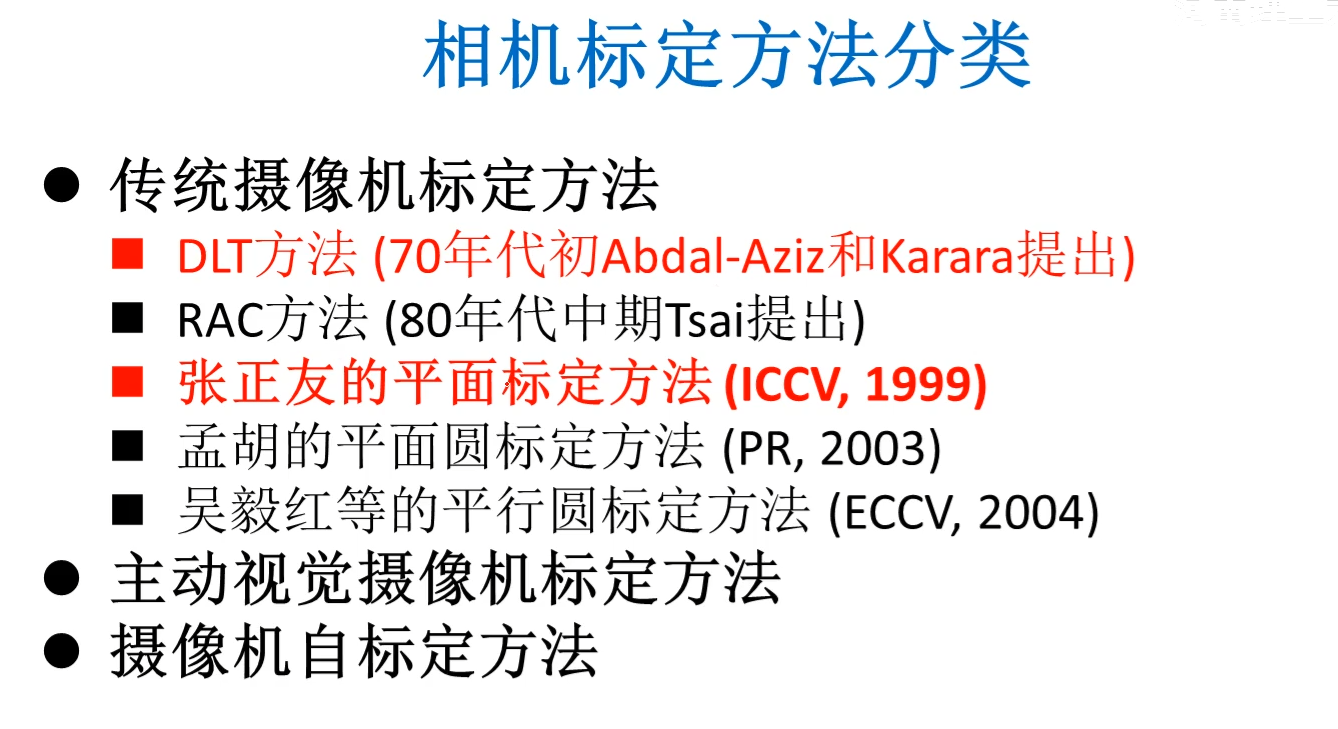 相机标定方法分类
传统摄像机标定方法
DLT方法 (70年代初Abdal-Aziz和Karara提出)
RAC方法 (80年代中期Tsai提出)
张正友的平面标定方法 (ICCV, 1999)
孟胡的平面圆标定方法 (PR, 2003)
吴毅红等的平行圆标定方法 (ECCV, 2004)
主动视觉摄像机标定方法
摄像机自标定方法